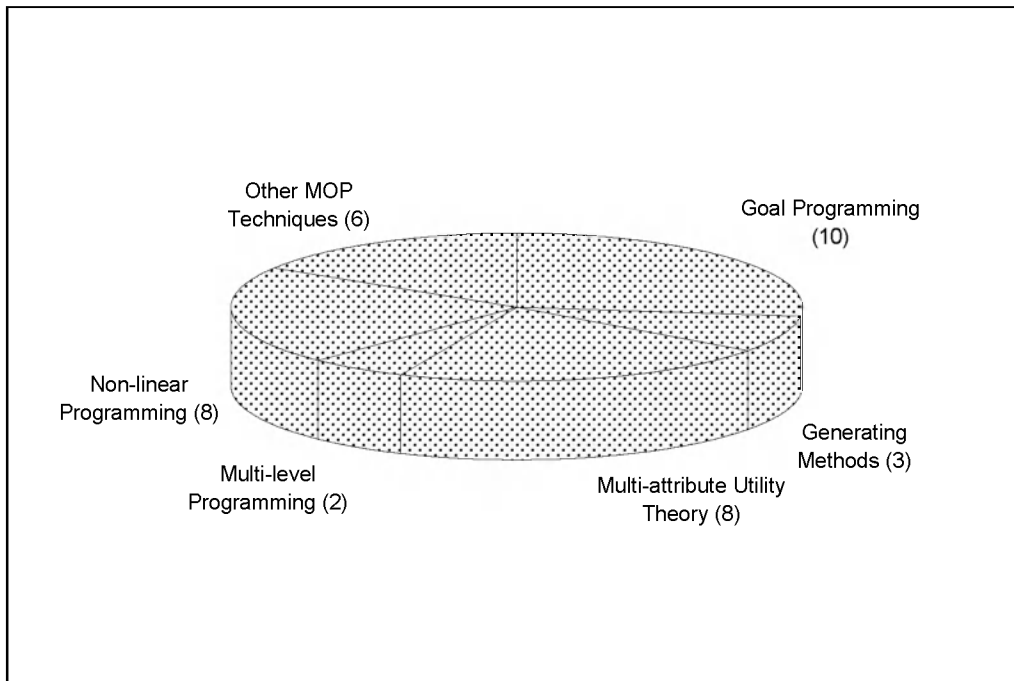 Other MOP
Techniques (6)
Goal Programming
(10)
Non-linear
Programming (8)
Generating
Methods (3)
Multi-level
Programming (2)
Multi-attribute Utility
Theory (8)